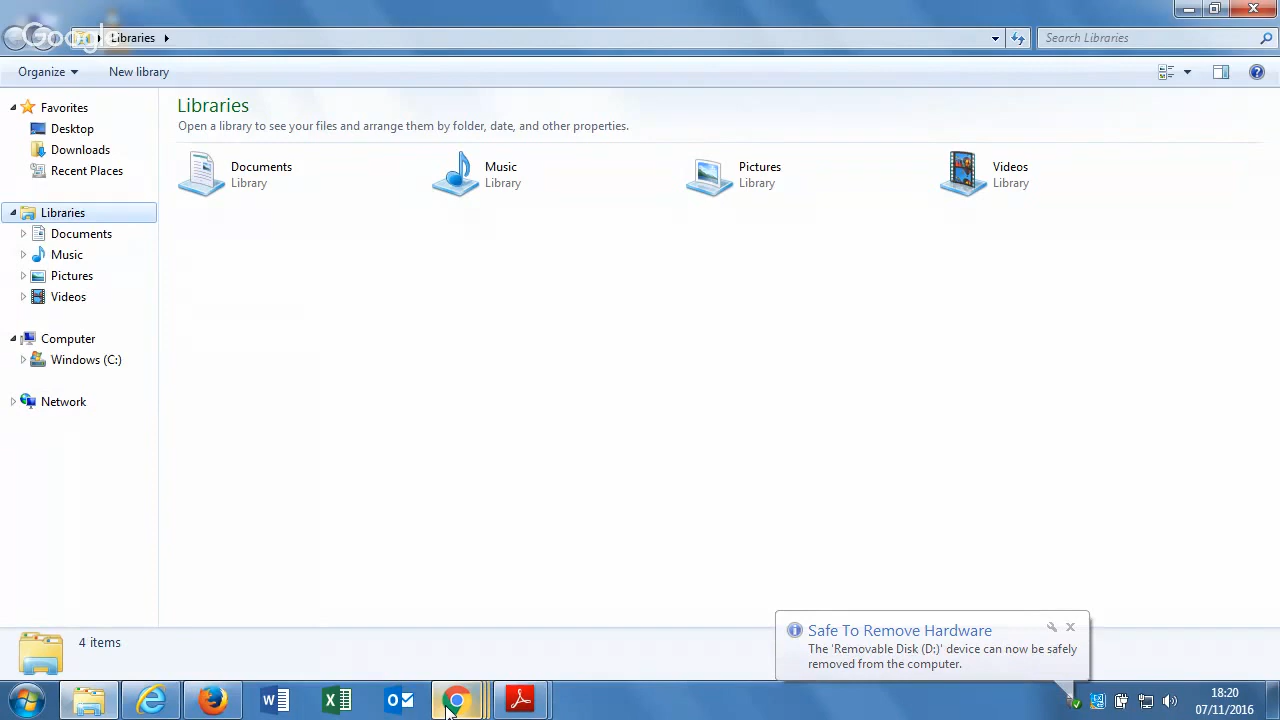 Google
Libraries
Search Libraries
Organize
New library
Favorites
Desktop
Downloads
Recent Places
Libraries
Documents
Music
Pictures
Videos
Computer
Windows (C:)
Network
Libraries
Open a library to see your files and arrange them by folder, date, and other properties.
Documents
Library
Music
Library
Pictures
Library
Videos
Library
4 items
Safe To Remove Hardware
The 'Removable Disk (D:)' device can now be safely
removed from the computer.
18:20
07/11/2016